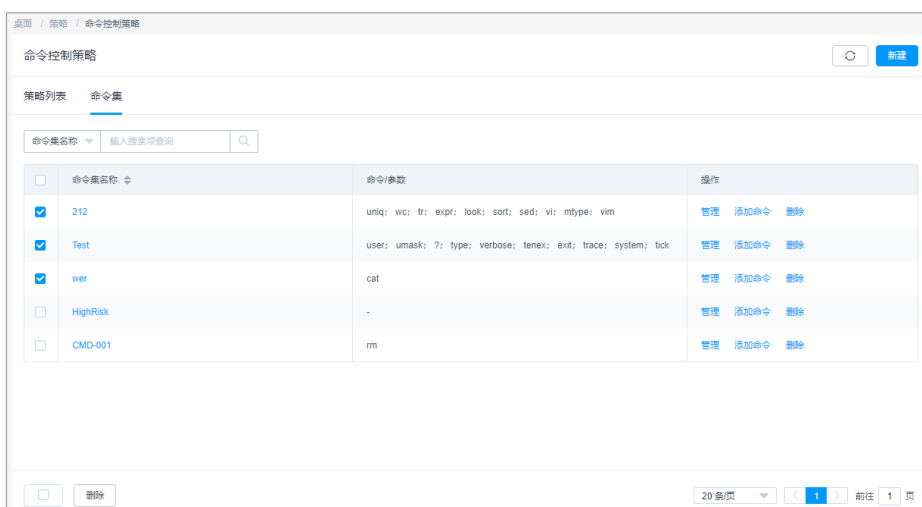 桌面 / 策略 / 命令控制策略
命令控制策略 新建
策略列表 命令集
命令集名称 输入搜索项查询
命令集名称 命令/参数 操作
212 uniq; wc; tr; expr; look; sort; sed; vi; mtype; vim 管理 添加命令 删除
Test user; umask; ?; type; verbose; tenex; exit; trace; system; tick 管理 添加命令 删除
wer cat 管理 添加命令 删除
HighRisk - 管理 添加命令 删除
CMD-001 rm 管理 添加命令 删除
删除 20 条/页 1 前往 1 页